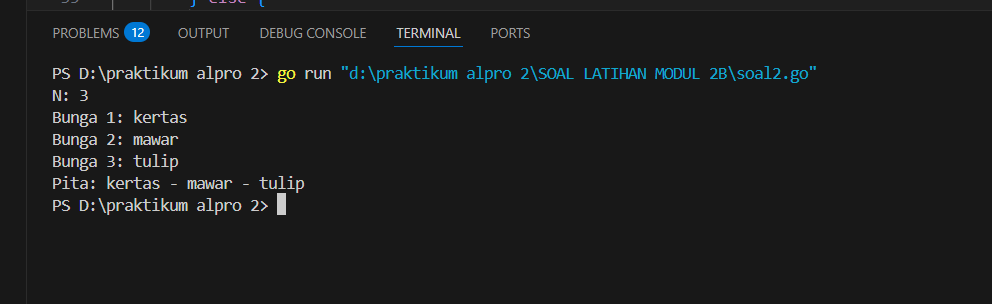 } else {
PROBLEMS 12 OUTPUT DEBUG CONSOLE TERMINAL PORTS
PS D:\praktikum alpro 2> go run "d:\praktikum alpro 2\SOAL LATIHAN MODUL 2B\soal2.go"
N: 3
Bunga 1: kertas
Bunga 2: mawar
Bunga 3: tulip
Pita: kertas - mawar - tulip
PS D:\praktikum alpro 2>